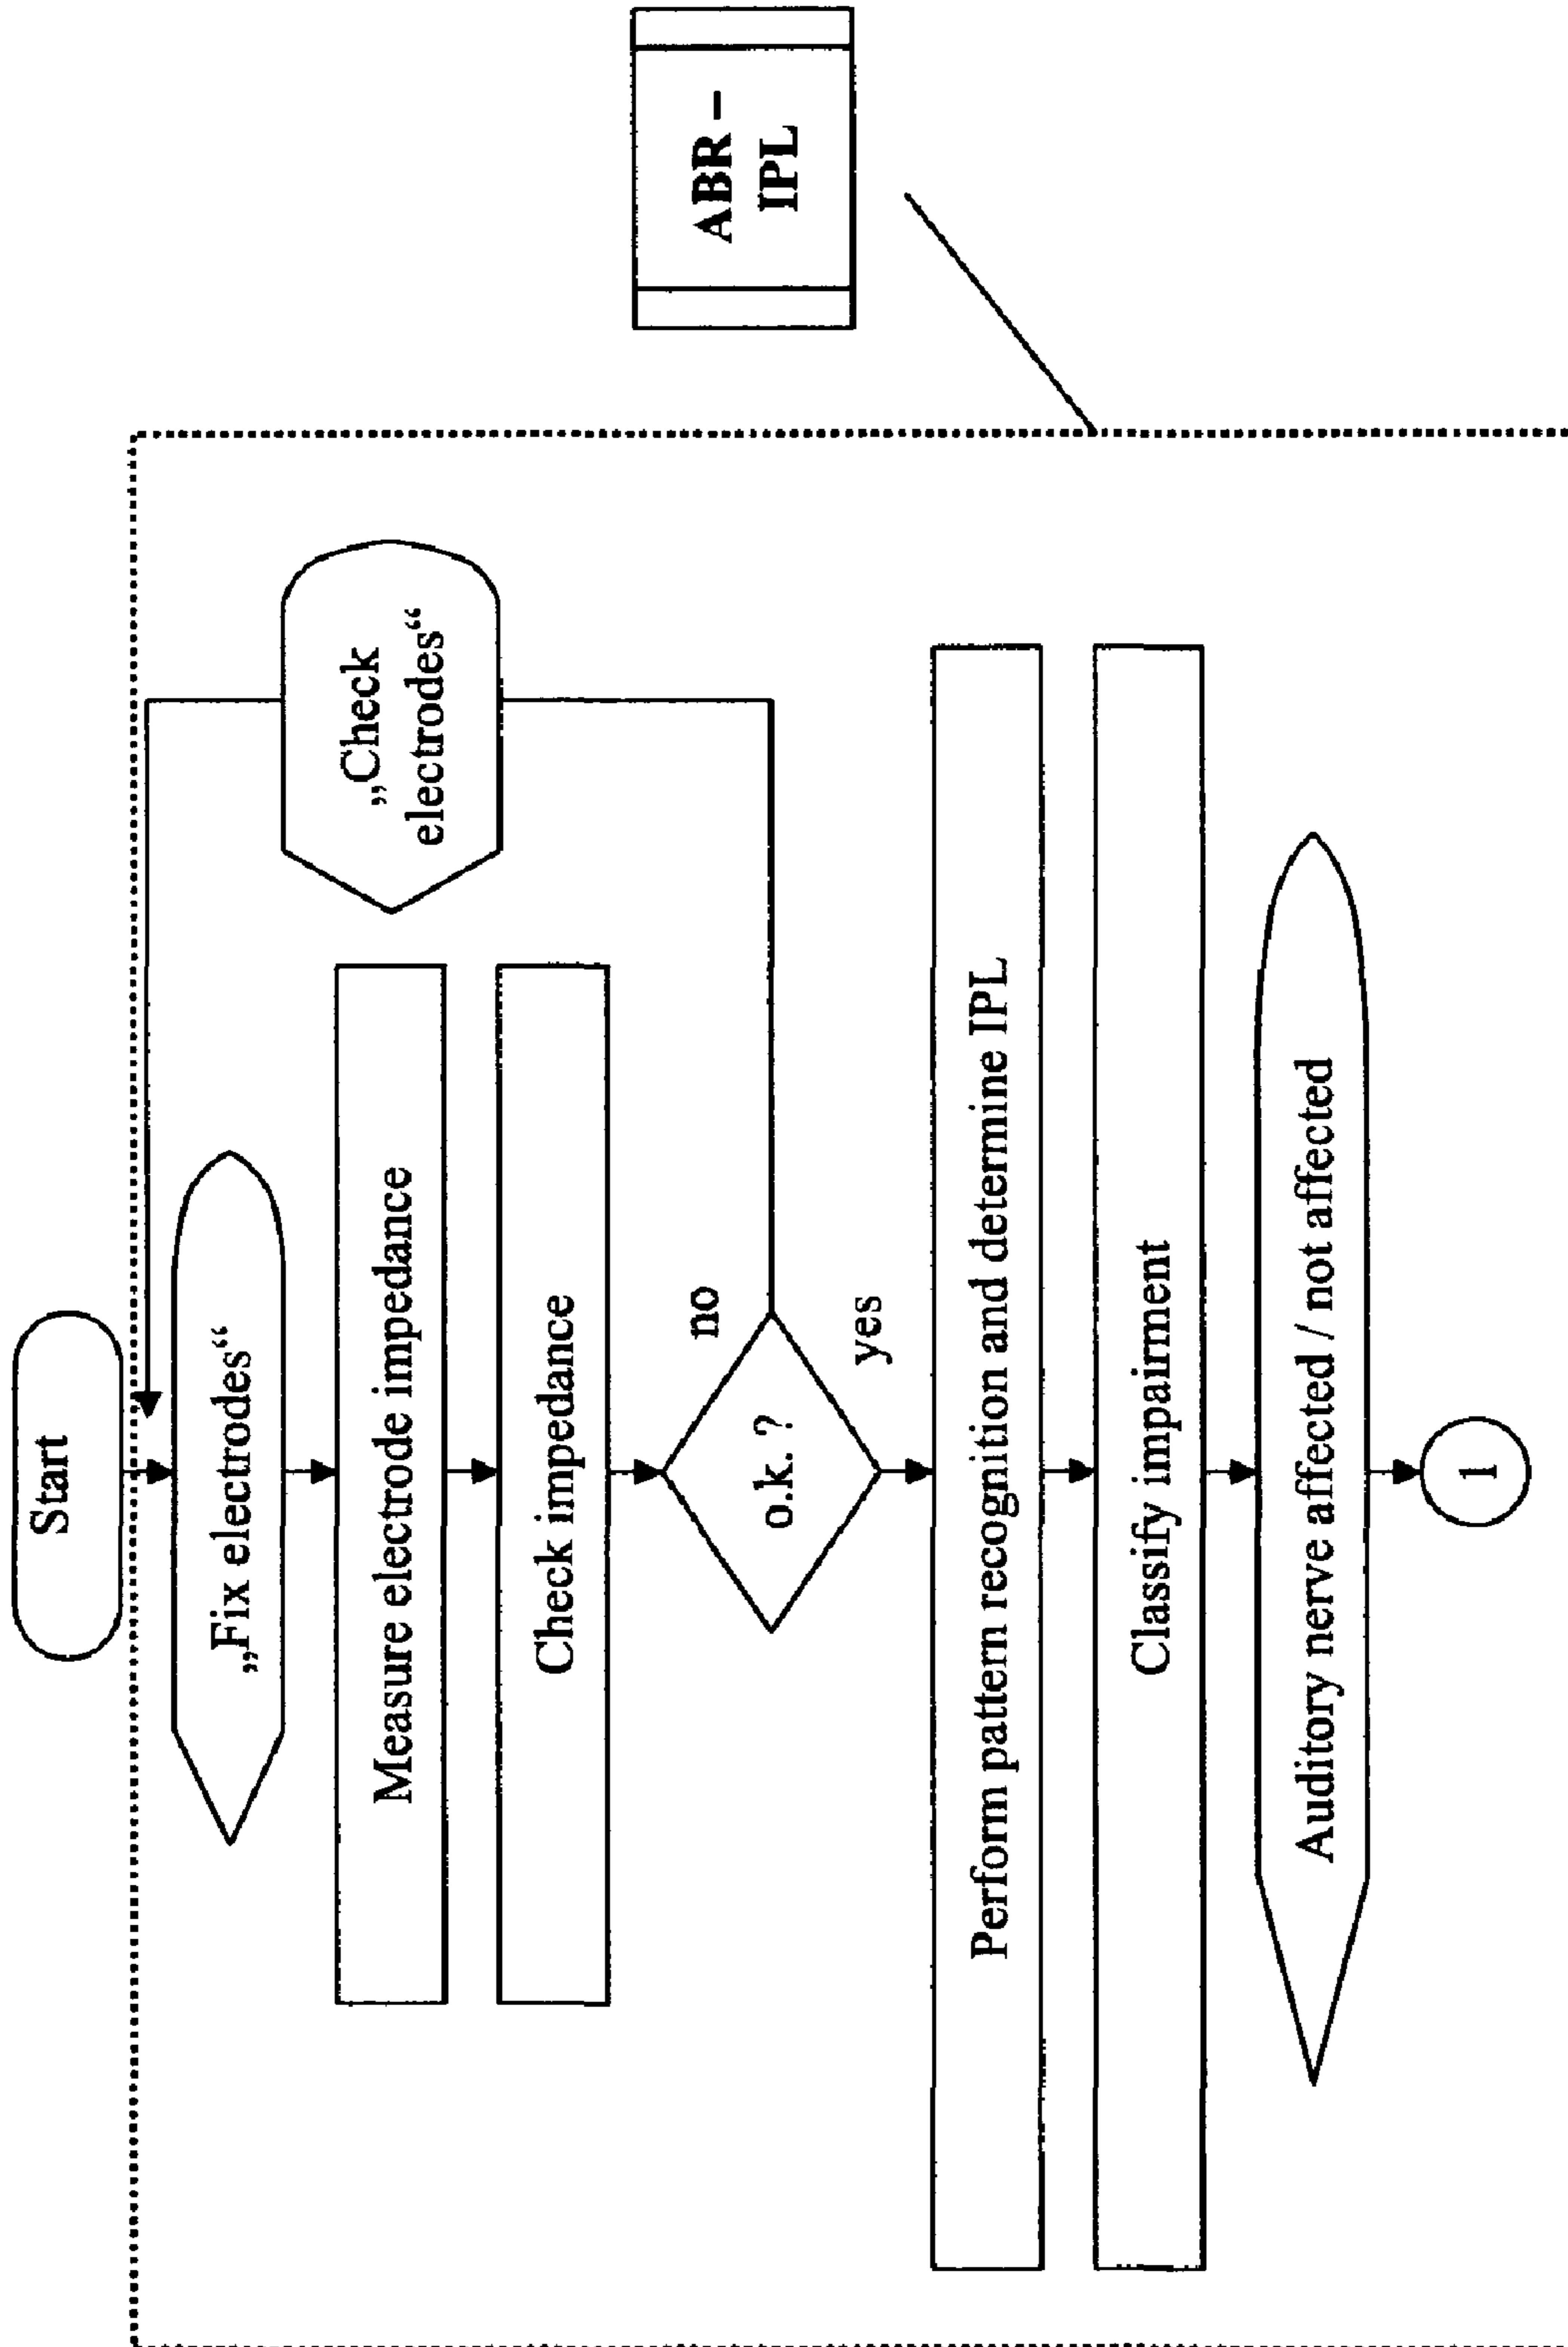 Start
„Fix electrodes“
Measure electrode impedance
Check impedance
o.k. ?
no
„Check
electrodes“
yes
Perform pattern recognition and determine IPL
Classify impairment
Auditory nerve affected / not affected
1
ABR –
IPL